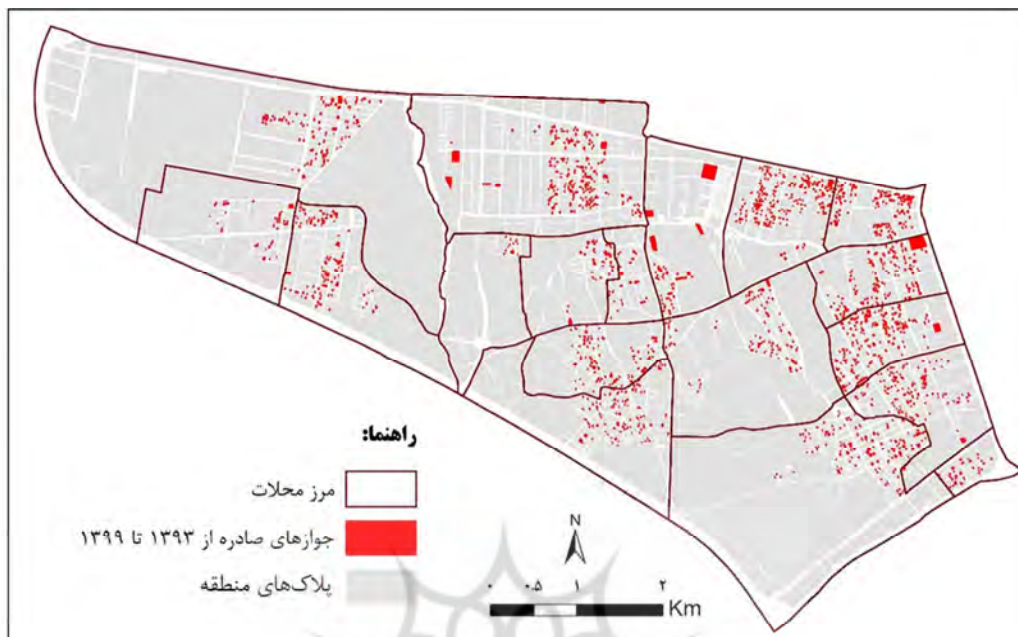 راهنما:
مرز محلات
جوازهای صادره از ۱۳۹۳ تا ۱۳۹۹
پلاک‌های منطقه
N
۰ ۰.۵ ۱ ۲
Km